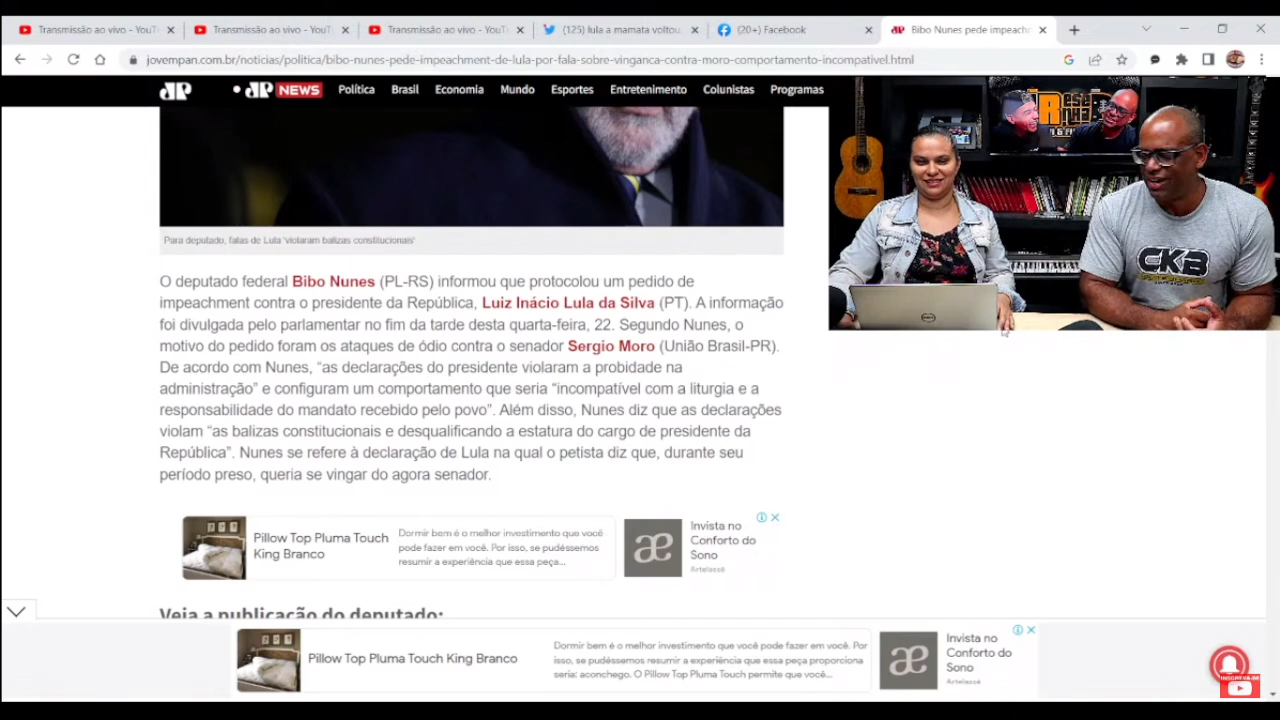 Transmissão ao vivo - YouT
Transmissão ao vivo - YouT
Transmissão ao vivo - YouT
(125) lula a mamata voltou
(20+) Facebook
Bibo Nunes pede impeachm
jovempan.com.br/noticias/politica/bibo-nunes-pede-impeachment-de-lula-por-fala-sobre-vinganca-contra-moro-comportamento-incompativel.html
JP
JP NEWS
Política
Brasil
Economia
Mundo
Esportes
Entretenimento
Colunistas
Programas
CKB
DELL
Para deputado, falas de Lula 'violaram balizas constitucionais'
O deputado federal Bibo Nunes (PL-RS) informou que protocolou um pedido de
impeachment contra o presidente da República, Luiz Inácio Lula da Silva (PT). A informação
foi divulgada pelo parlamentar no fim da tarde desta quarta-feira, 22. Segundo Nunes, o
motivo do pedido foram os ataques de ódio contra o senador Sergio Moro (União Brasil-PR).
De acordo com Nunes, “as declarações do presidente violaram a probidade na
administração” e configuram um comportamento que seria “incompatível com a liturgia e a
responsabilidade do mandato recebido pelo povo”. Além disso, Nunes diz que as declarações
violam “as balizas constitucionais e desqualificando a estatura do cargo de presidente da
República”. Nunes se refere à declaração de Lula na qual o petista diz que, durante seu
período preso, queria se vingar do agora senador.
Pillow Top Pluma Touch
King Branco
Dormir bem é o melhor investimento que você
pode fazer em você. Por isso, se pudéssemos
resumir a experiência que essa peça...
æ
Invista no
Conforto do
Sono
Artelassê
Veja a publicação do deputado:
Pillow Top Pluma Touch King Branco
Dormir bem é o melhor investimento que você pode fazer em você. Por
isso, se pudéssemos resumir a experiência que essa peça proporciona
seria: aconchego. O Pillow Top Pluma Touch permite que você...
æ
Invista no
Conforto do
Sono
Artelassê
INSCREVA-SE